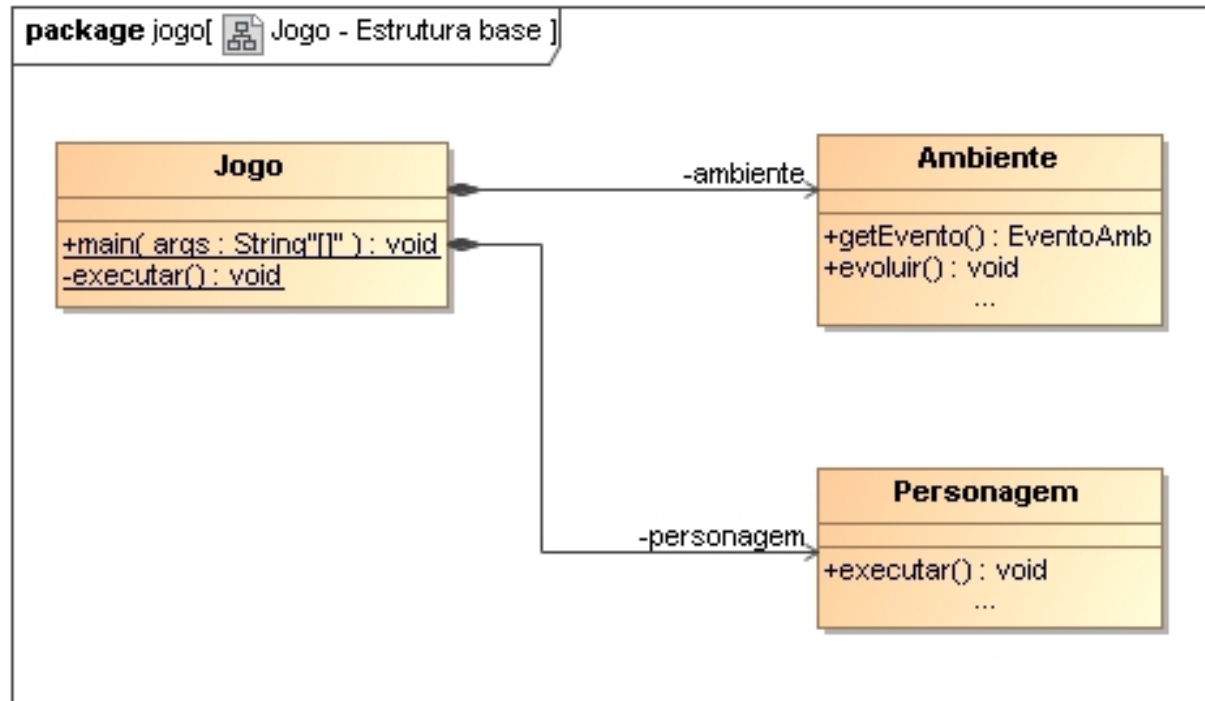 package jogo[ Jogo - Estrutura base ]
Jogo
+main( args : String"[]" ) : void
-executar() : void
-ambiente
Ambiente
+getEvento() : EventoAmb
+evoluir() : void
...
-personagem
Personagem
+executar() : void
...